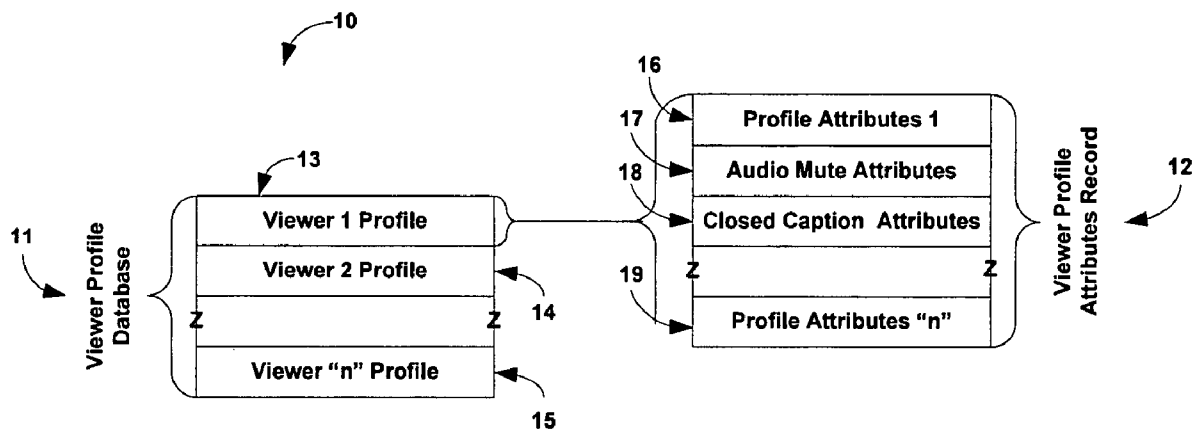 10
16
Profile Attributes 1
17
Audio Mute Attributes
18
Closed Caption Attributes
19
Z Z
Profile Attributes “n”
Viewer Profile
Attributes Record
12
13
Viewer 1 Profile
11
Viewer Profile
Database
Viewer 2 Profile
14
Z Z
Viewer “n” Profile
15